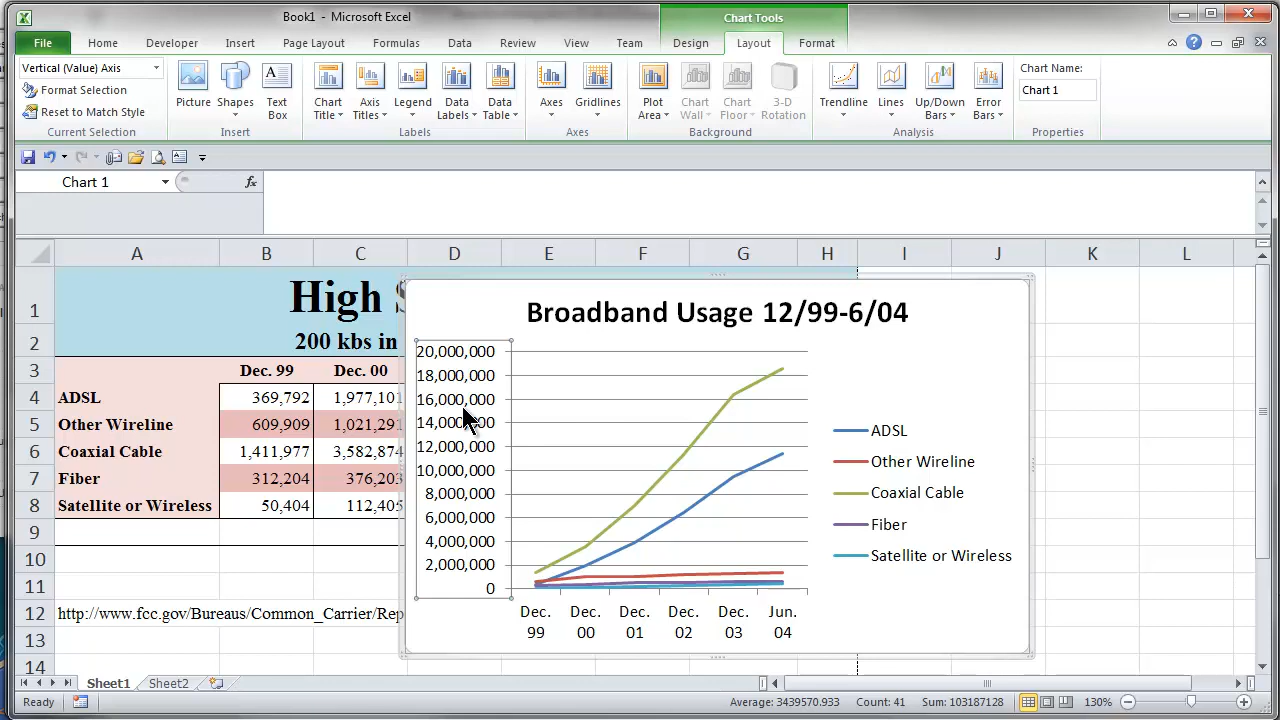 Book1 - Microsoft Excel
Chart Tools
File Home Developer Insert Page Layout Formulas Data Review View Team Design Layout Format
Vertical (Value) Axis
Format Selection
Reset to Match Style
Current Selection
Picture Shapes Text Box
Insert
Chart Title Axis Titles Legend Data Labels Data Table
Labels
Axes Gridlines
Axes
Plot Area Chart Wall Chart Floor 3-D Rotation
Background
Trendline Lines Up/Down Bars Error Bars
Analysis
Chart Name:
Chart 1
Properties
Chart 1
fx
A B C D E F G H I J K L
1 High
2 200 kbs in
3 Dec. 99 Dec. 00
4 ADSL 369,792 1,977,101
5 Other Wireline 609,909 1,021,291
6 Coaxial Cable 1,411,977 3,582,874
7 Fiber 312,204 376,203
8 Satellite or Wireless 50,404 112,405
9
10
11
12 http://www.fcc.gov/Bureaus/Common_Carrier/Rep
13
14
Broadband Usage 12/99-6/04
20,000,000
18,000,000
16,000,000
14,000,000
12,000,000
10,000,000
8,000,000
6,000,000
4,000,000
2,000,000
0
Dec. Dec. Dec. Dec. Dec. Jun.
99 00 01 02 03 04
ADSL
Other Wireline
Coaxial Cable
Fiber
Satellite or Wireless
Sheet1 Sheet2
Ready Average: 3439570.933 Count: 41 Sum: 103187128 130%